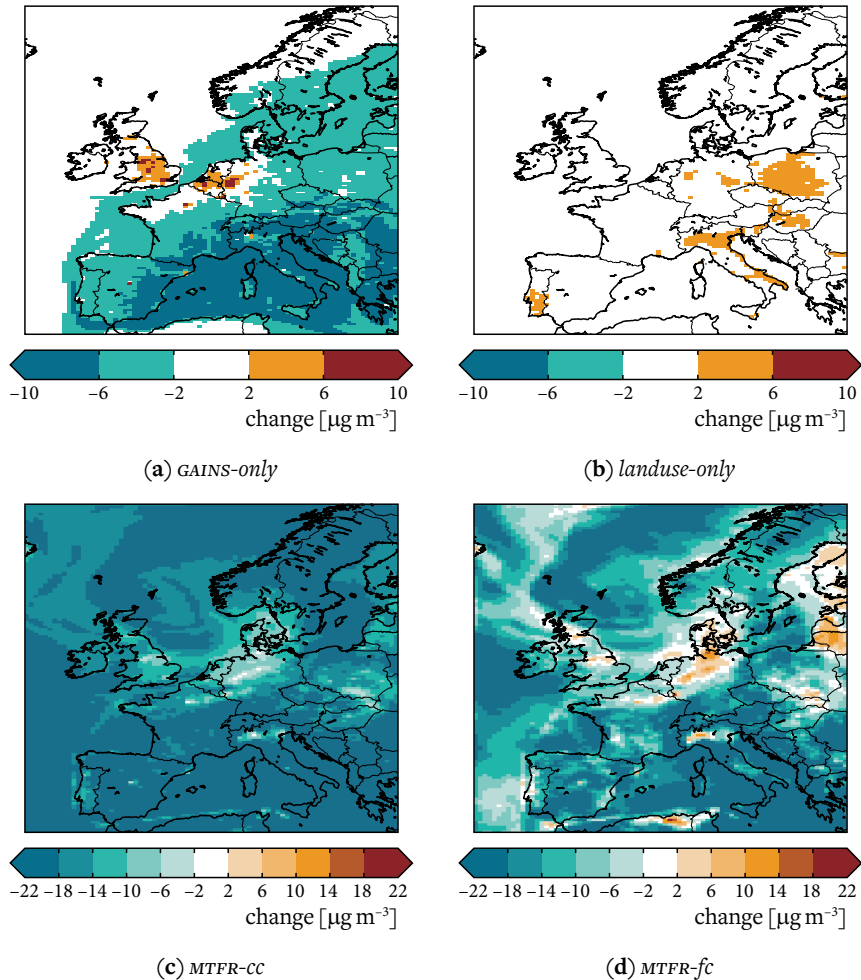 −10 −6 −2 2 6 10
change [µg m⁻³]
(a) GAINS-only
−10 −6 −2 2 6 10
change [µg m⁻³]
(b) landuse-only
−22 −18 −14 −10 −6 −2 2 6 10 14 18 22
change [µg m⁻³]
(c) MTFR-CC
−22 −18 −14 −10 −6 −2 2 6 10 14 18 22
change [µg m⁻³]
(d) MTFR-fC